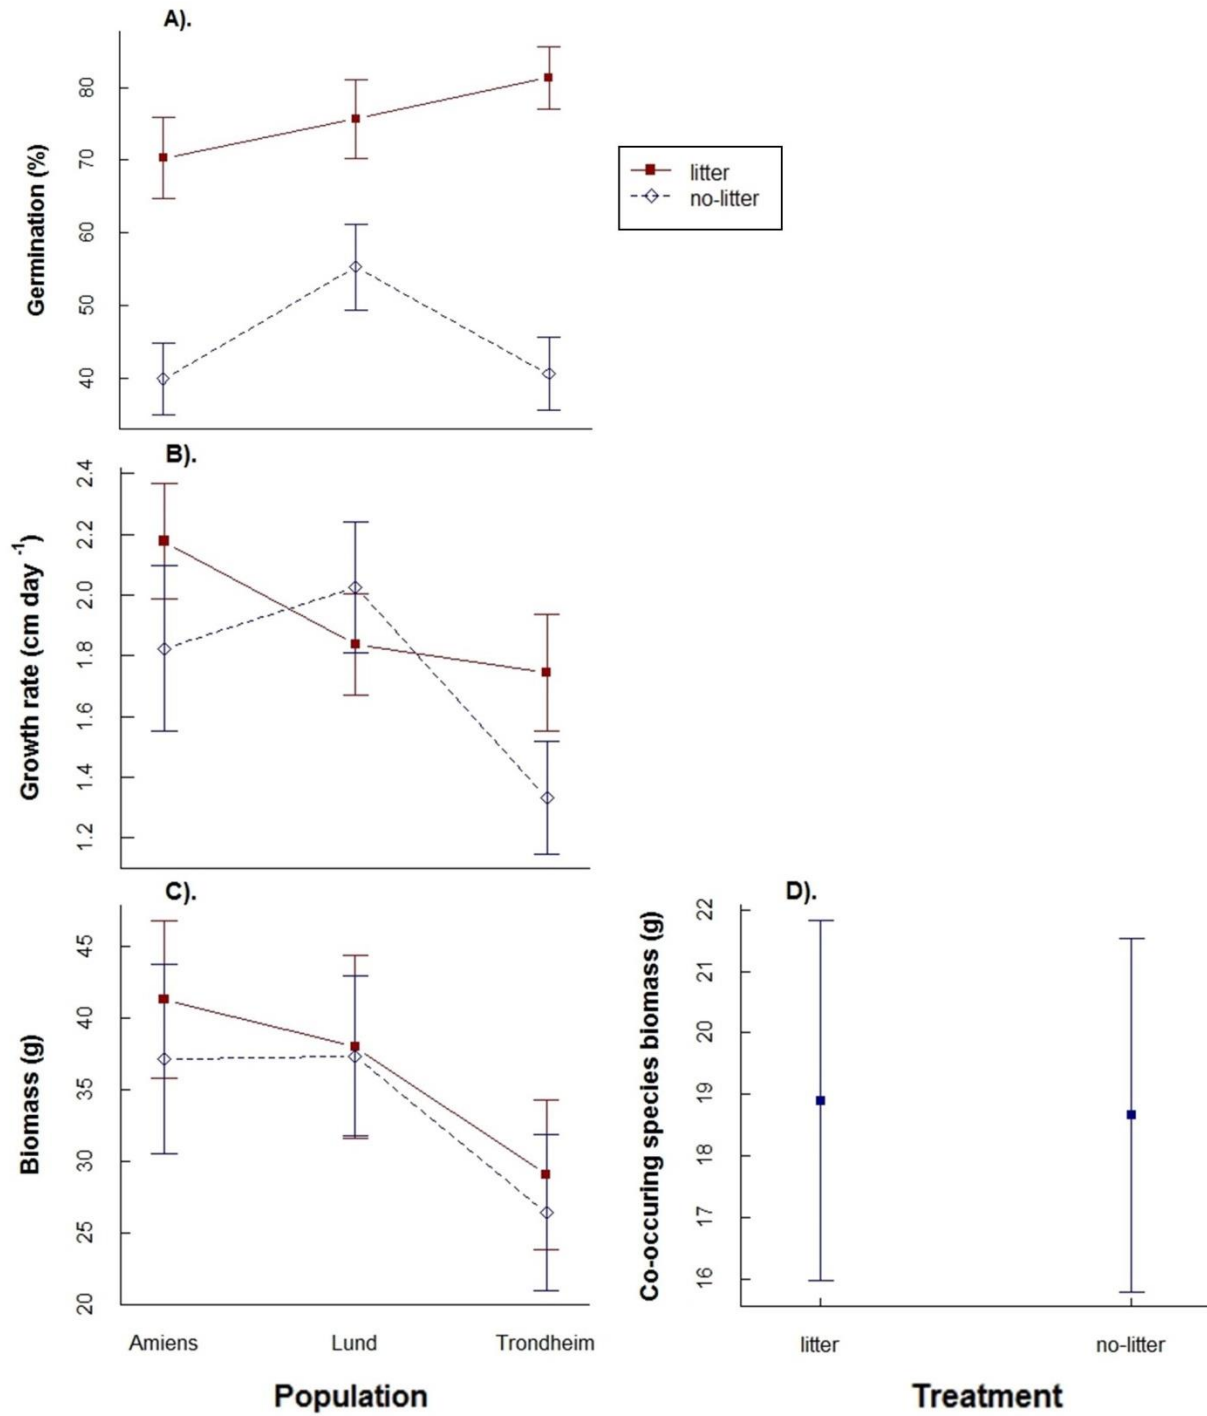 A).
Germination (%)
80
70
60
50
40
litter
no-litter
B).
Growth rate (cm day -1)
2.4
2.2
2.0
1.8
1.6
1.4
1.2
C).
Biomass (g)
45
40
35
30
25
20
Amiens Lund Trondheim
Population
D).
Co-occuring species biomass (g)
22
21
20
19
18
17
16
litter no-litter
Treatment